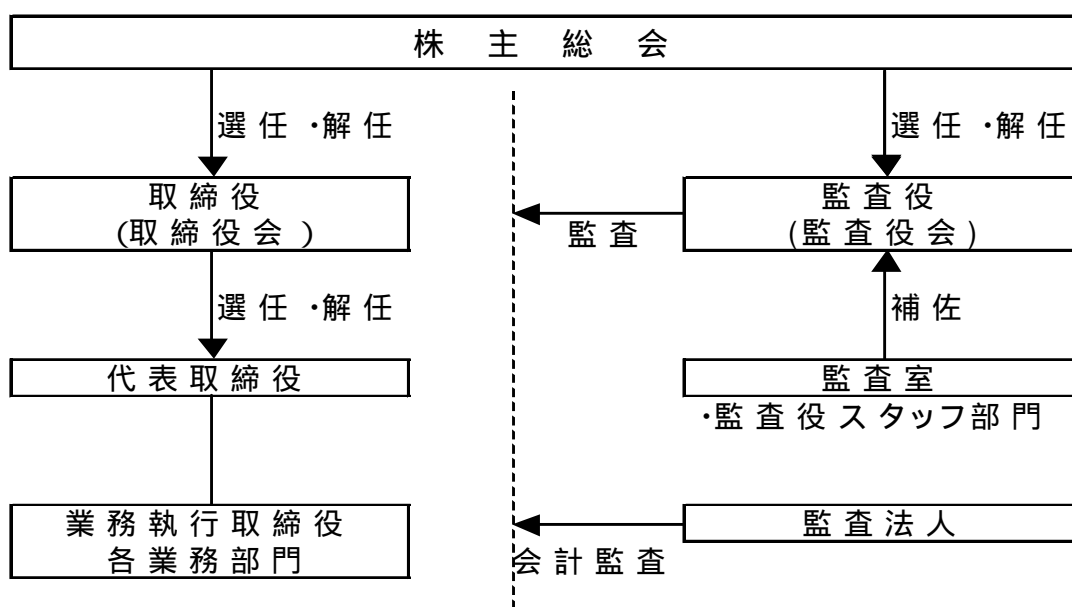 株主総会
選任・解任
選任・解任
取締役
(取締役会)
監査
監査役
(監査役会)
選任・解任
補佐
代表取締役
監査室
・監査役スタッフ部門
業務執行取締役
各業務部門
会計監査
監査法人